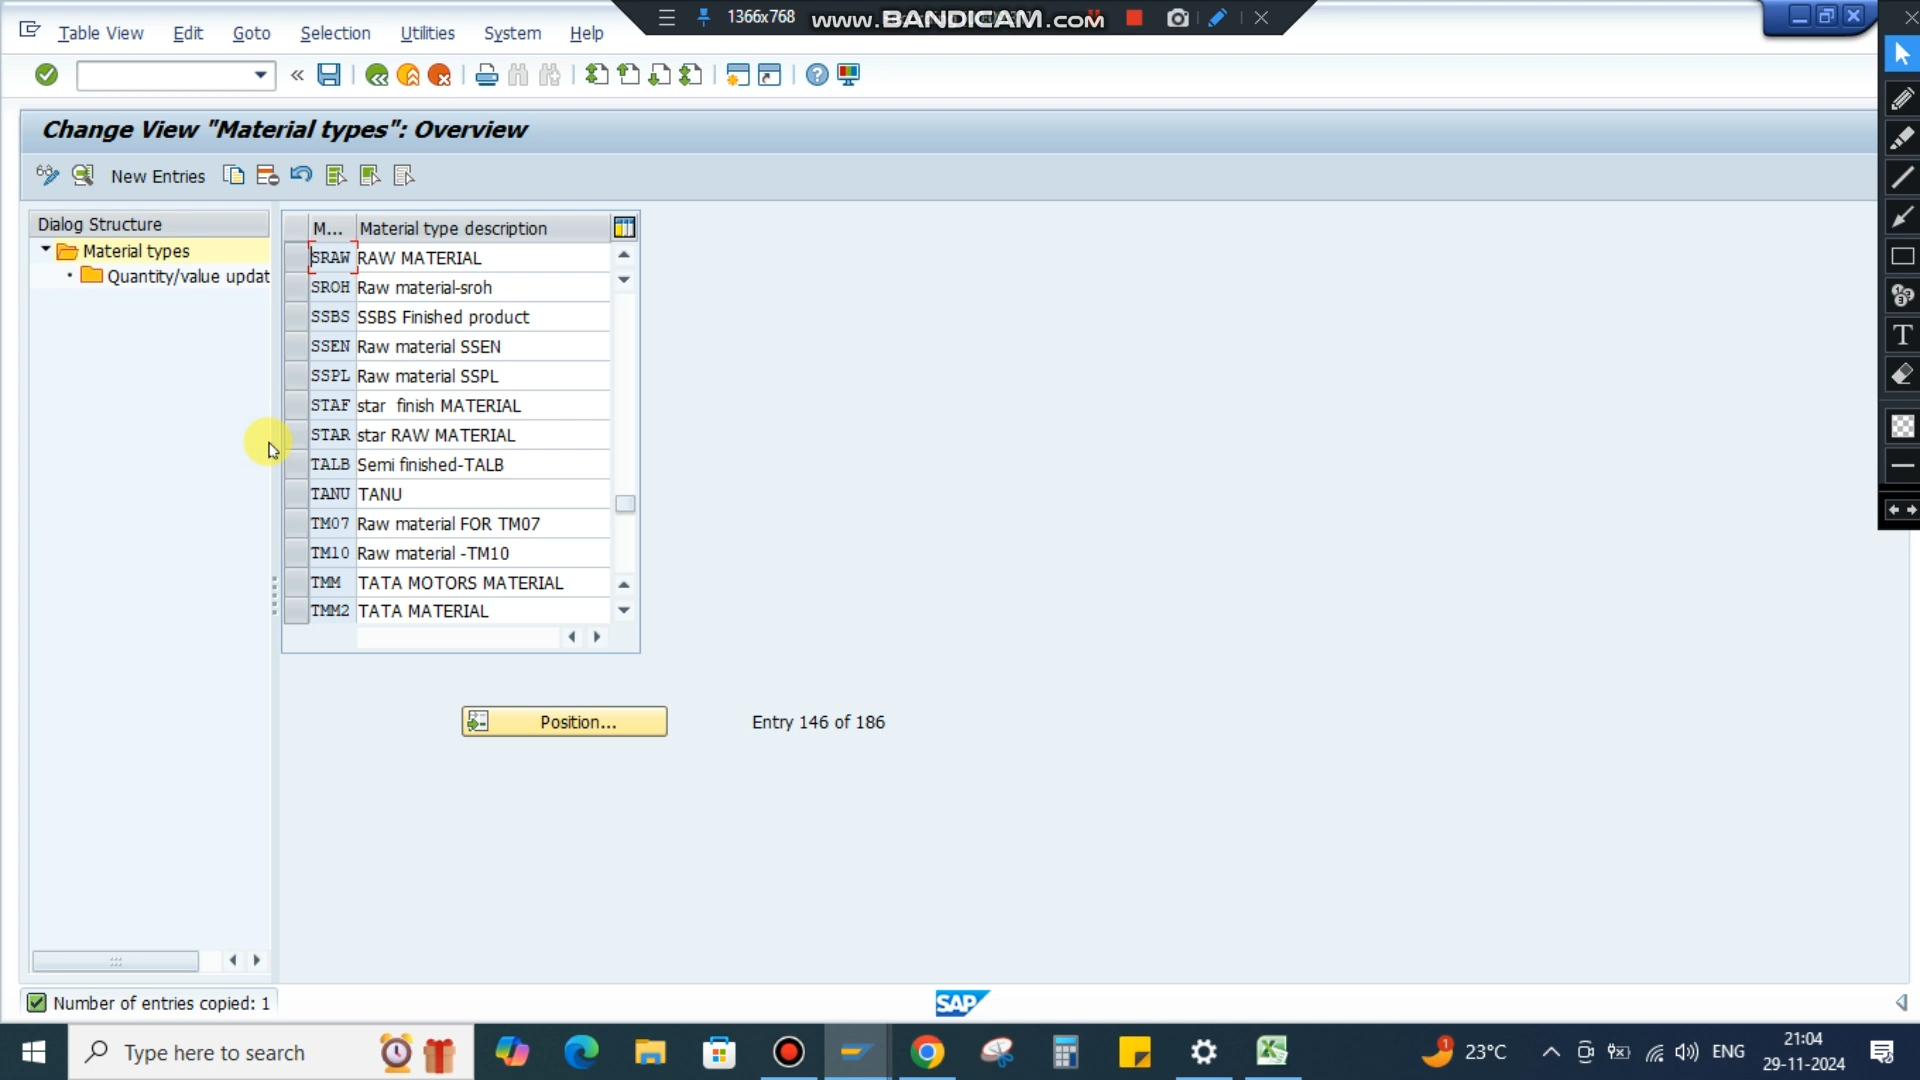 1366x768
www.BANDICAM.com
Table View Edit Goto Selection Utilities System Help
Change View "Material types": Overview
New Entries
Dialog Structure
Material types
Quantity/value updat
M... Material type description
SRAW RAW MATERIAL
SROH Raw material-sroh
SSBS SSBS Finished product
SSEN Raw material SSEN
SSPL Raw material SSPL
STAF star  finish MATERIAL
STAR star RAW MATERIAL
TALB Semi finished-TALB
TANU TANU
TM07 Raw material FOR TM07
TM10 Raw material -TM10
TMM TATA MOTORS MATERIAL
TMM2 TATA MATERIAL
Position...
Entry 146 of 186
Number of entries copied: 1
SAP
Type here to search
1
23°C
ENG
21:04
29-11-2024